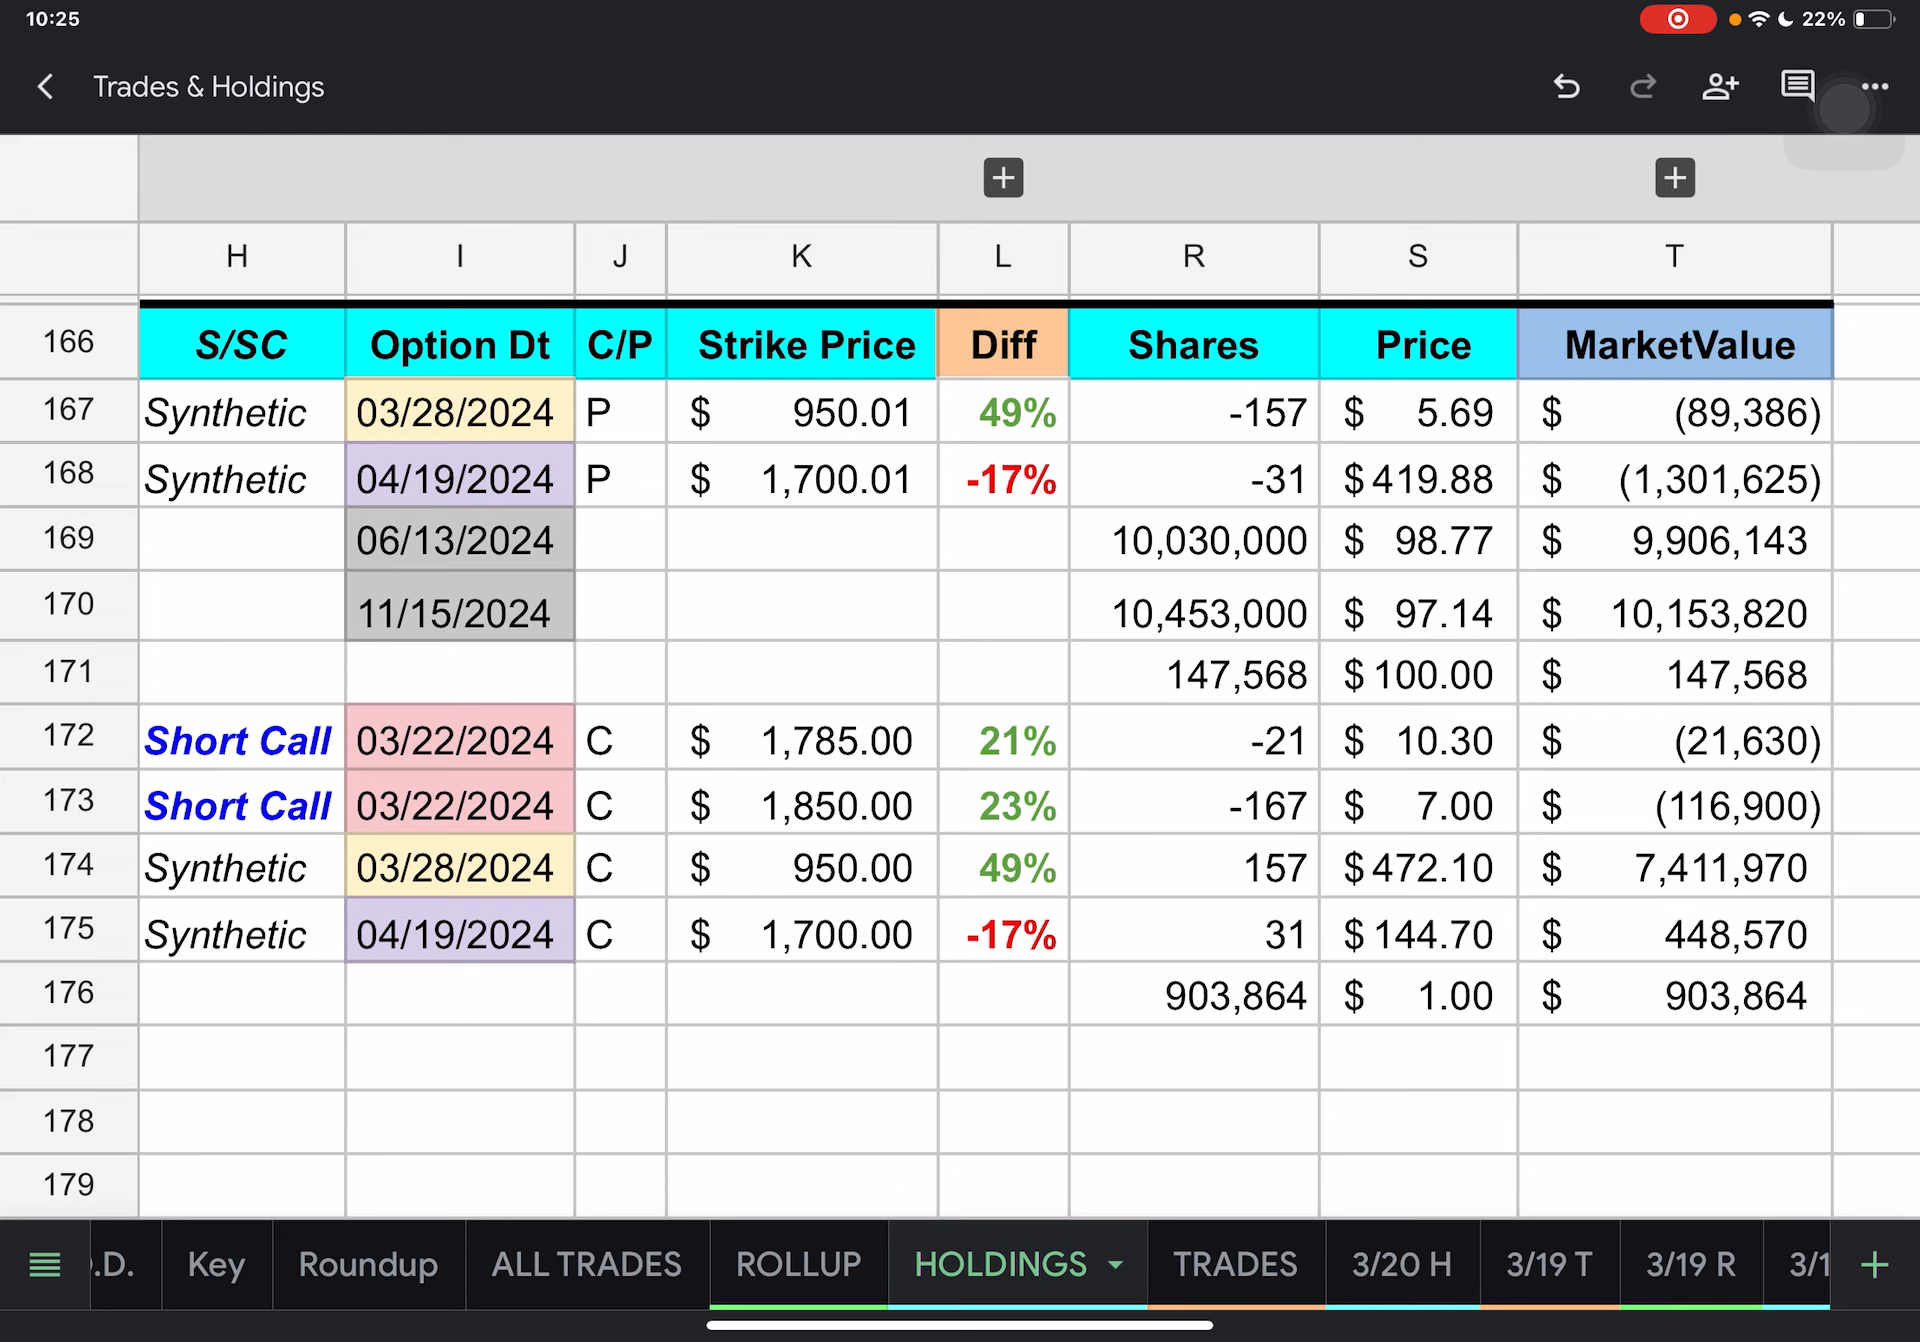 10:25
22%
Trades & Holdings
H I J K L R S T
166 S/SC Option Dt C/P Strike Price Diff Shares Price MarketValue
167 Synthetic 03/28/2024 P $ 950.01 49% -157 $ 5.69 $ (89,386)
168 Synthetic 04/19/2024 P $ 1,700.01 -17% -31 $ 419.88 $ (1,301,625)
169 06/13/2024 10,030,000 $ 98.77 $ 9,906,143
170 11/15/2024 10,453,000 $ 97.14 $ 10,153,820
171 147,568 $ 100.00 $ 147,568
172 Short Call 03/22/2024 C $ 1,785.00 21% -21 $ 10.30 $ (21,630)
173 Short Call 03/22/2024 C $ 1,850.00 23% -167 $ 7.00 $ (116,900)
174 Synthetic 03/28/2024 C $ 950.00 49% 157 $ 472.10 $ 7,411,970
175 Synthetic 04/19/2024 C $ 1,700.00 -17% 31 $ 144.70 $ 448,570
176 903,864 $ 1.00 $ 903,864
177
178
179
.D. Key Roundup ALL TRADES ROLLUP HOLDINGS TRADES 3/20 H 3/19 T 3/19 R 3/1